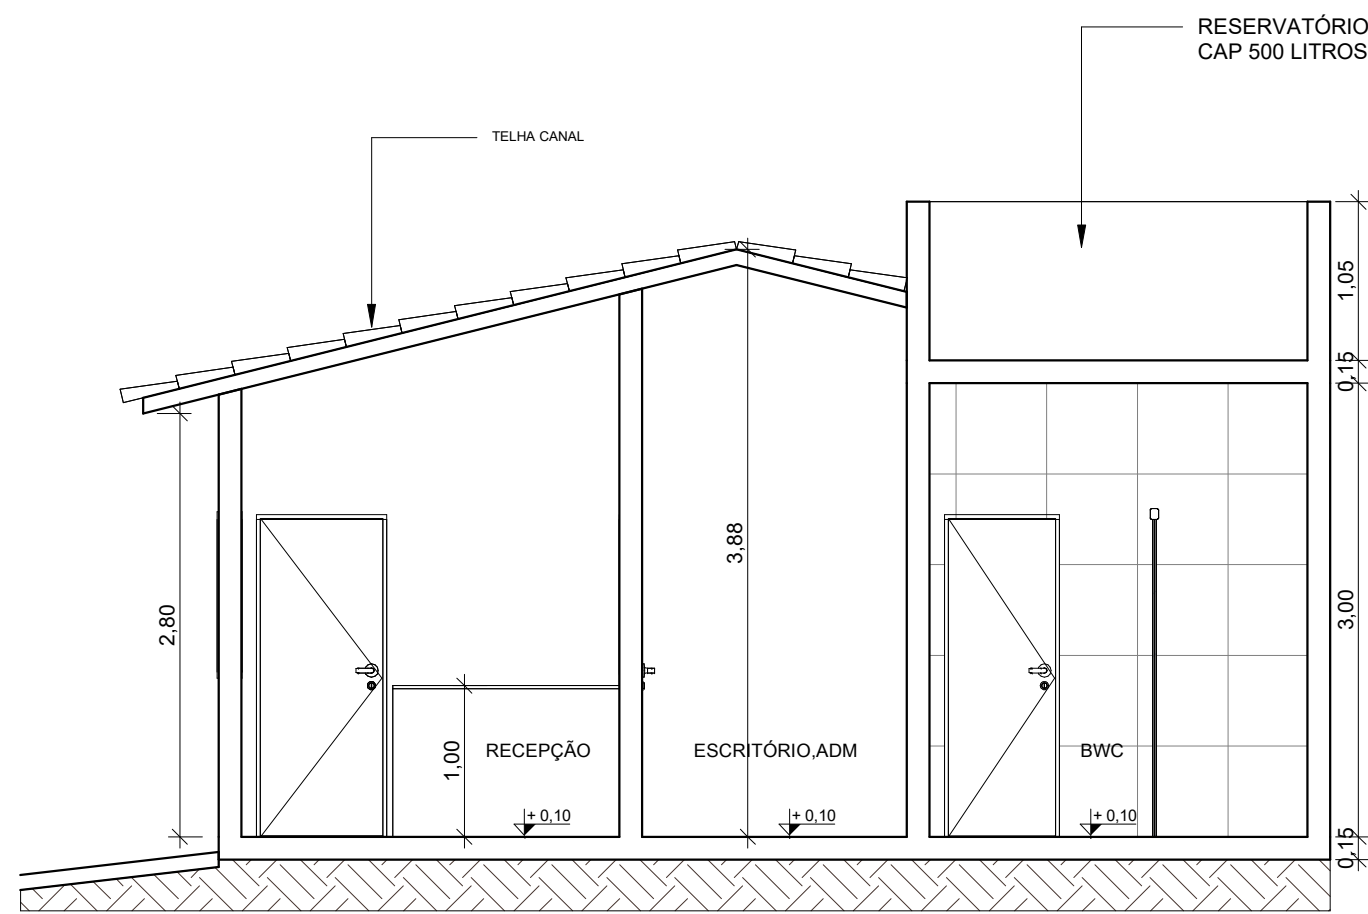 RESERVATÓRIO
CAP 500 LITROS
TELHA CANAL
1,05
0,15
3,88
2,80
3,00
1,00
RECEPÇÃO
ESCRITÓRIO,ADM
BWC
+ 0,10
+ 0,10
+ 0,10
0,15